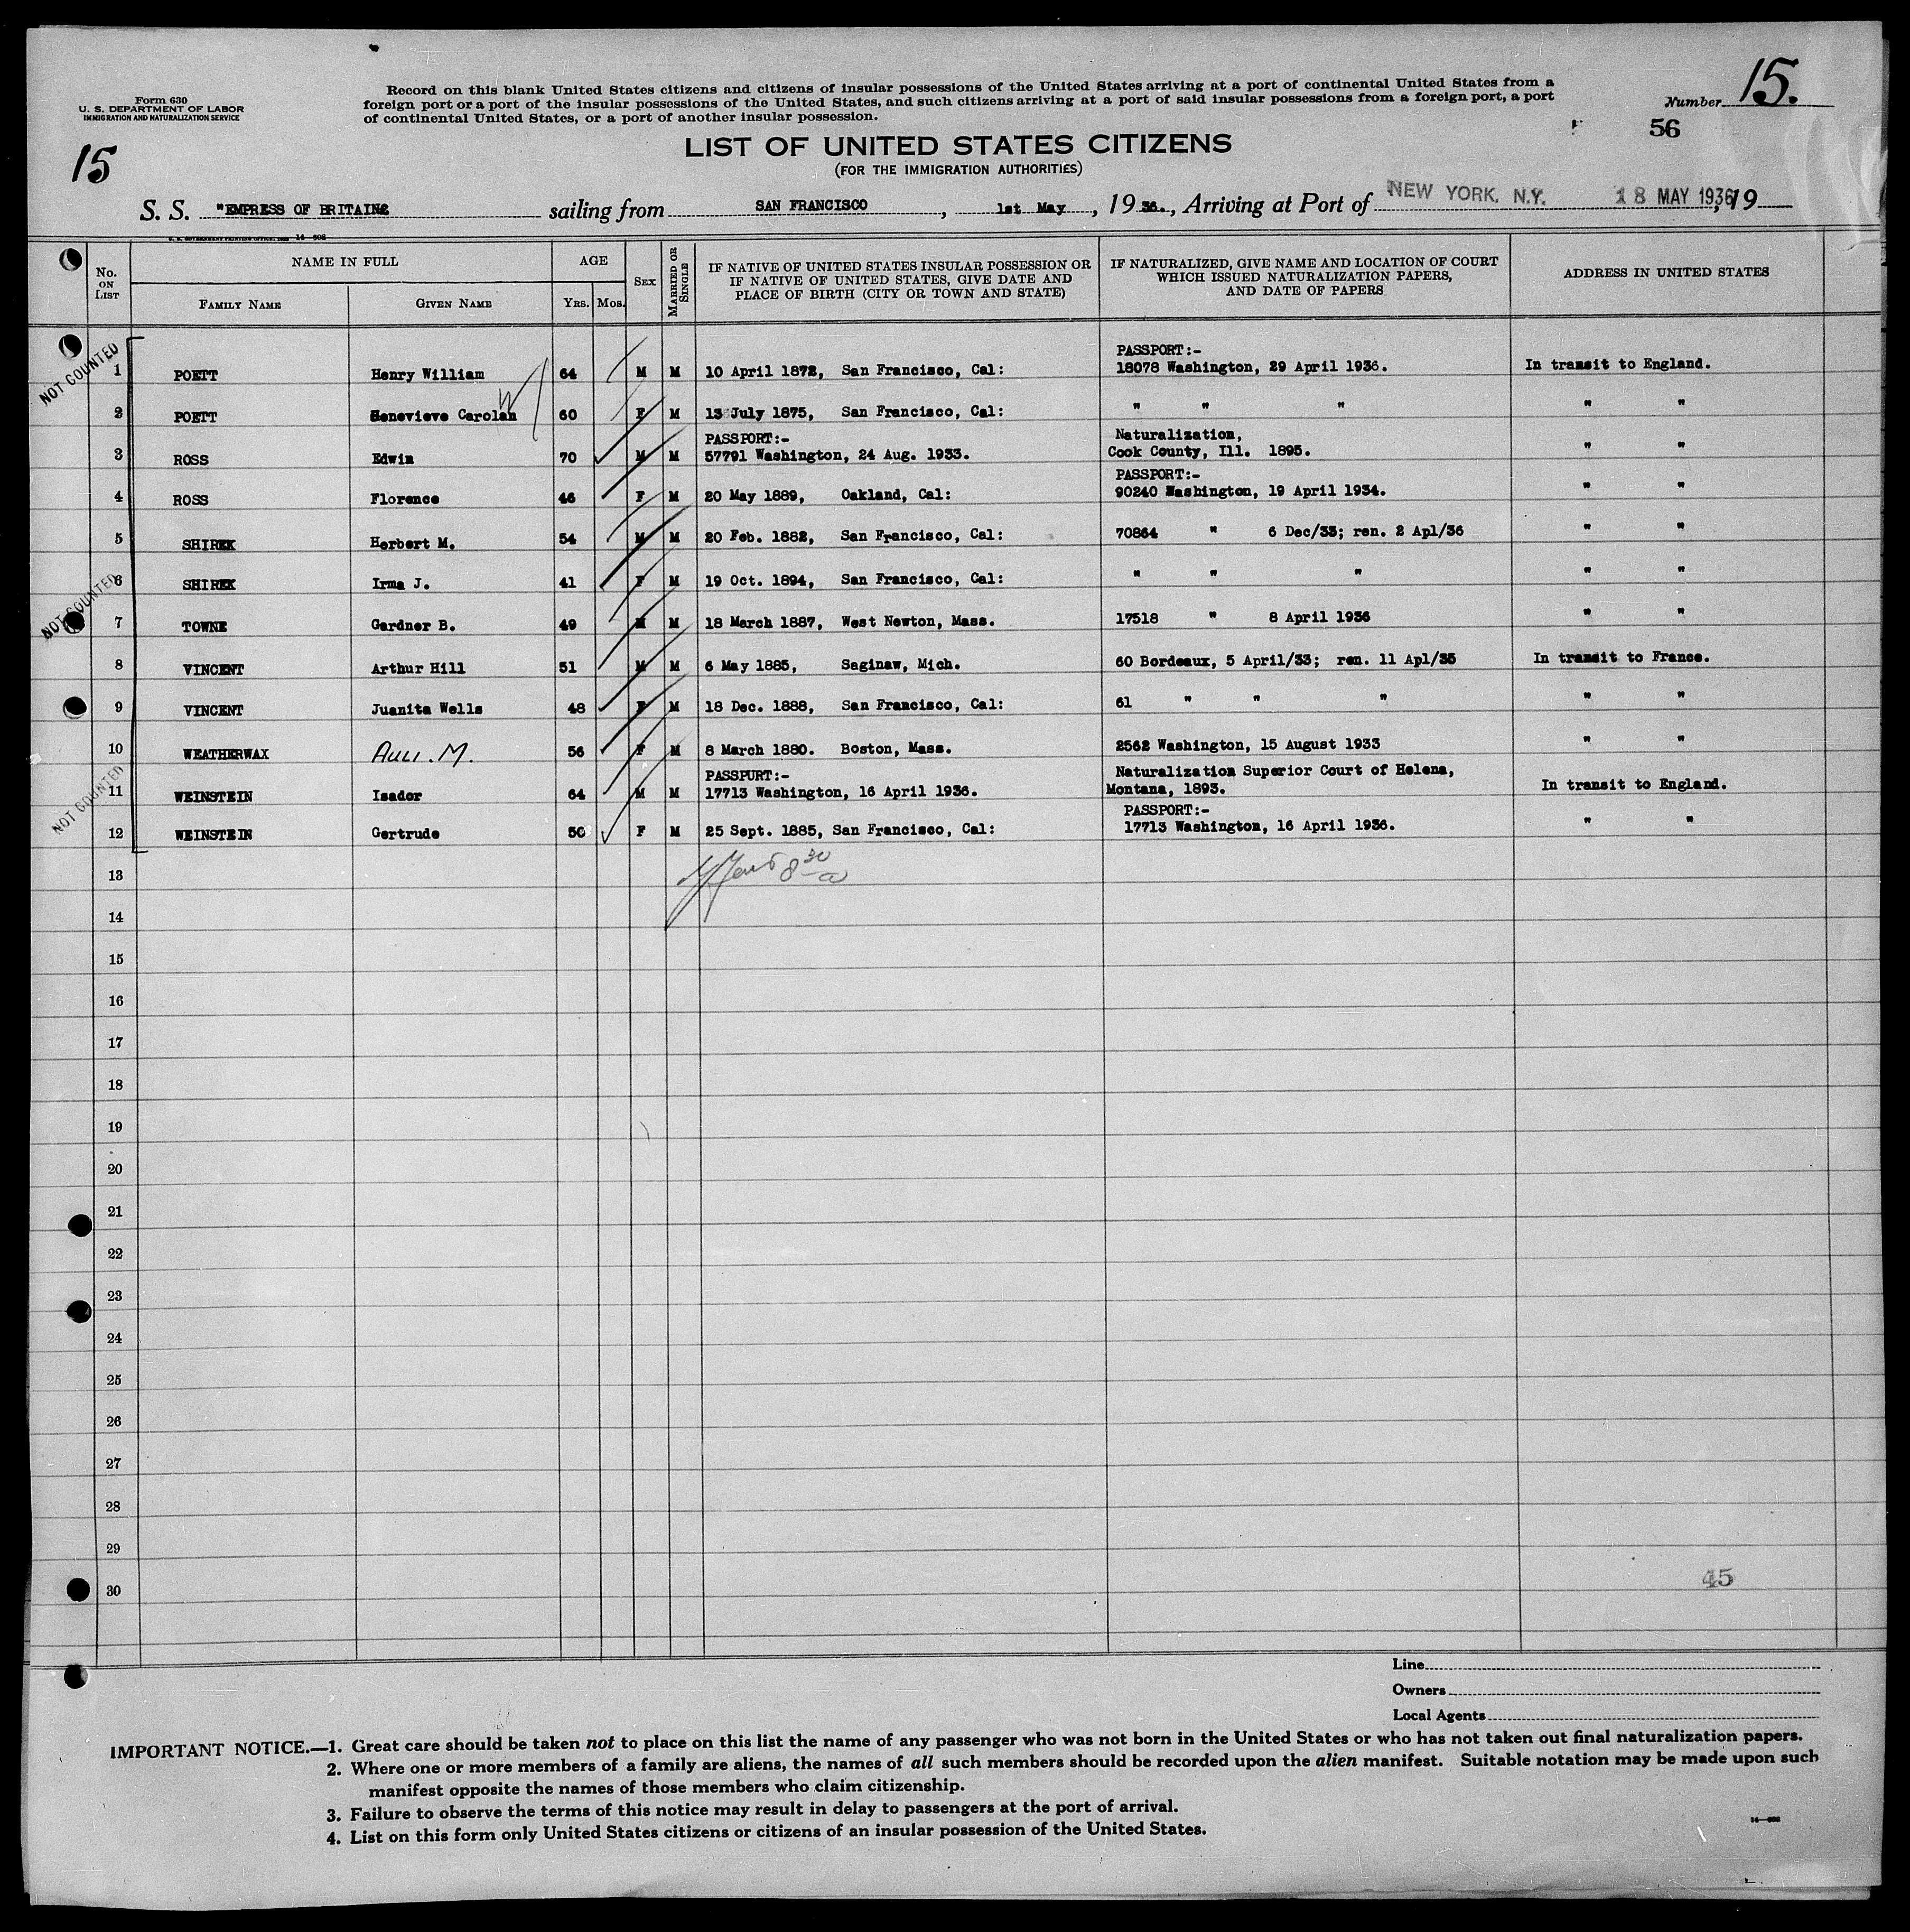 Form 630
U. S. DEPARTMENT OF LABOR
IMMIGRATION AND NATURALIZATION SERVICE
Record on this blank United States citizens and citizens of insular possessions of the United States arriving at a port of continental United States from a
foreign port or a port of the insular possessions of the United States, and such citizens arriving at a port of said insular possessions from a foreign port, a port
of continental United States, or a port of another insular possession.
Number 15.
56
15
LIST OF UNITED STATES CITIZENS
(FOR THE IMMIGRATION AUTHORITIES)
S. S. "EMPRESS OF BRITAIN" sailing from SAN FRANCISCO, 1st May, 1936., Arriving at Port of NEW YORK, N.Y. 18 MAY 1936, 19
No. ON LIST
NAME IN FULL
FAMILY NAME
GIVEN NAME
AGE
YRS. MOS.
SEX
MARRIED OR SINGLE
IF NATIVE OF UNITED STATES INSULAR POSSESSION OR
IF NATIVE OF UNITED STATES, GIVE DATE AND
PLACE OF BIRTH (CITY OR TOWN AND STATE)
IF NATURALIZED, GIVE NAME AND LOCATION OF COURT
WHICH ISSUED NATURALIZATION PAPERS,
AND DATE OF PAPERS
ADDRESS IN UNITED STATES
NOT COUNTED
PASSPORT:-
1 POETT Henry William 64 M M 10 April 1872, San Francisco, Cal: 18078 Washington, 29 April 1936. In transit to England.
2 POETT Genevieve Carolan 60 F M 13 July 1875, San Francisco, Cal: " " " " "
PASSPORT:- Naturalization,
3 ROSS Edwin 70 M M 57791 Washington, 24 Aug. 1933. Cook County, Ill. 1895. " "
PASSPORT:-
4 ROSS Florence 46 F M 20 May 1889, Oakland, Cal: 90240 Washington, 19 April 1934. " "
5 SHIREK Herbert M. 54 M M 20 Feb. 1882, San Francisco, Cal: 70864 " 6 Dec/33; ren. 2 Apl/36 " "
6 SHIREK Irma J. 41 F M 19 Oct. 1894, San Francisco, Cal: " " " " "
NOT COUNTED
7 TOWNE Gardner B. 49 M M 18 March 1887, West Newton, Mass. 17518 " 8 April 1936 " "
8 VINCENT Arthur Hill 51 M M 6 May 1885, Saginaw, Mich. 60 Bordeaux, 5 April/33; ren. 11 Apl/35 In transit to France.
9 VINCENT Juanita Wells 48 F M 18 Dec. 1888, San Francisco, Cal: 61 " " " " "
10 WEATHERWAX M. 56 F M 8 March 1880. Boston, Mass. 2562 Washington, 15 August 1933 " "
NOT COUNTED
PASSPURT:- Naturalization Superior Court of Helena,
11 WEINSTEIN Isador 64 M M 17713 Washington, 16 April 1936. Montana, 1893. In transit to England.
PASSPORT:-
12 WEINSTEIN Gertrude 50 F M 25 Sept. 1885, San Francisco, Cal: 17713 Washington, 16 April 1936. " "
13
14
15
16
17
18
19
20
21
22
23
24
25
26
27
28
29
30
45
Line
Owners
Local Agents
IMPORTANT NOTICE.—1. Great care should be taken not to place on this list the name of any passenger who was not born in the United States or who has not taken out final naturalization papers.
2. Where one or more members of a family are aliens, the names of all such members should be recorded upon the alien manifest. Suitable notation may be made upon such
manifest opposite the names of those members who claim citizenship.
3. Failure to observe the terms of this notice may result in delay to passengers at the port of arrival.
4. List on this form only United States citizens or citizens of an insular possession of the United States.